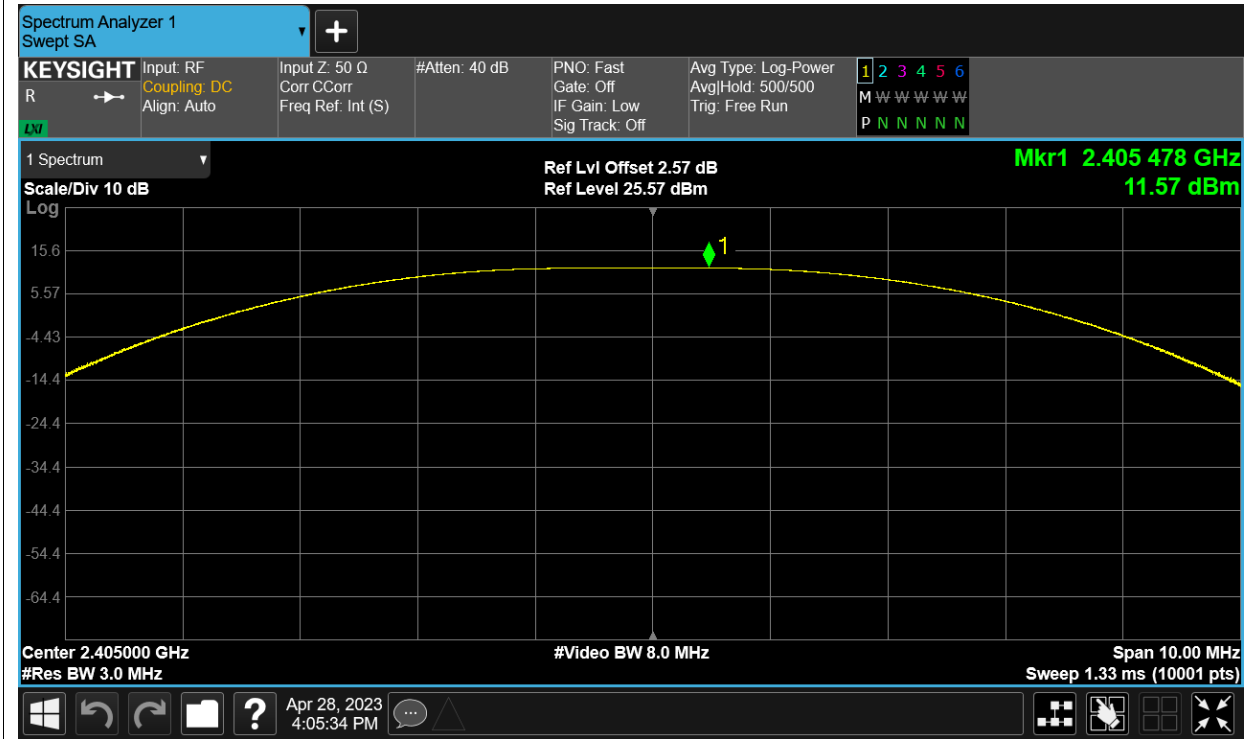 Spectrum Analyzer 1
Swept SA
KEYSIGHT
R
LXI
Input: RF
Coupling: DC
Align: Auto
Input Z: 50 Ω
Corr CCorr
Freq Ref: Int (S)
#Atten: 40 dB
PNO: Fast
Gate: Off
IF Gain: Low
Sig Track: Off
Avg Type: Log-Power
Avg|Hold: 500/500
Trig: Free Run
1 2 3 4 5 6
M W W W W W W
P N N N N N N
1 Spectrum
Scale/Div 10 dB
Ref Lvl Offset 2.57 dB
Ref Level 25.57 dBm
Mkr1 2.405 478 GHz
11.57 dBm
Log
1
15.6
5.57
-4.43
-14.4
-24.4
-34.4
-44.4
-54.4
-64.4
Center 2.405000 GHz
#Video BW 8.0 MHz
Span 10.00 MHz
#Res BW 3.0 MHz
Sweep 1.33 ms (10001 pts)
?
Apr 28, 2023
4:05:34 PM